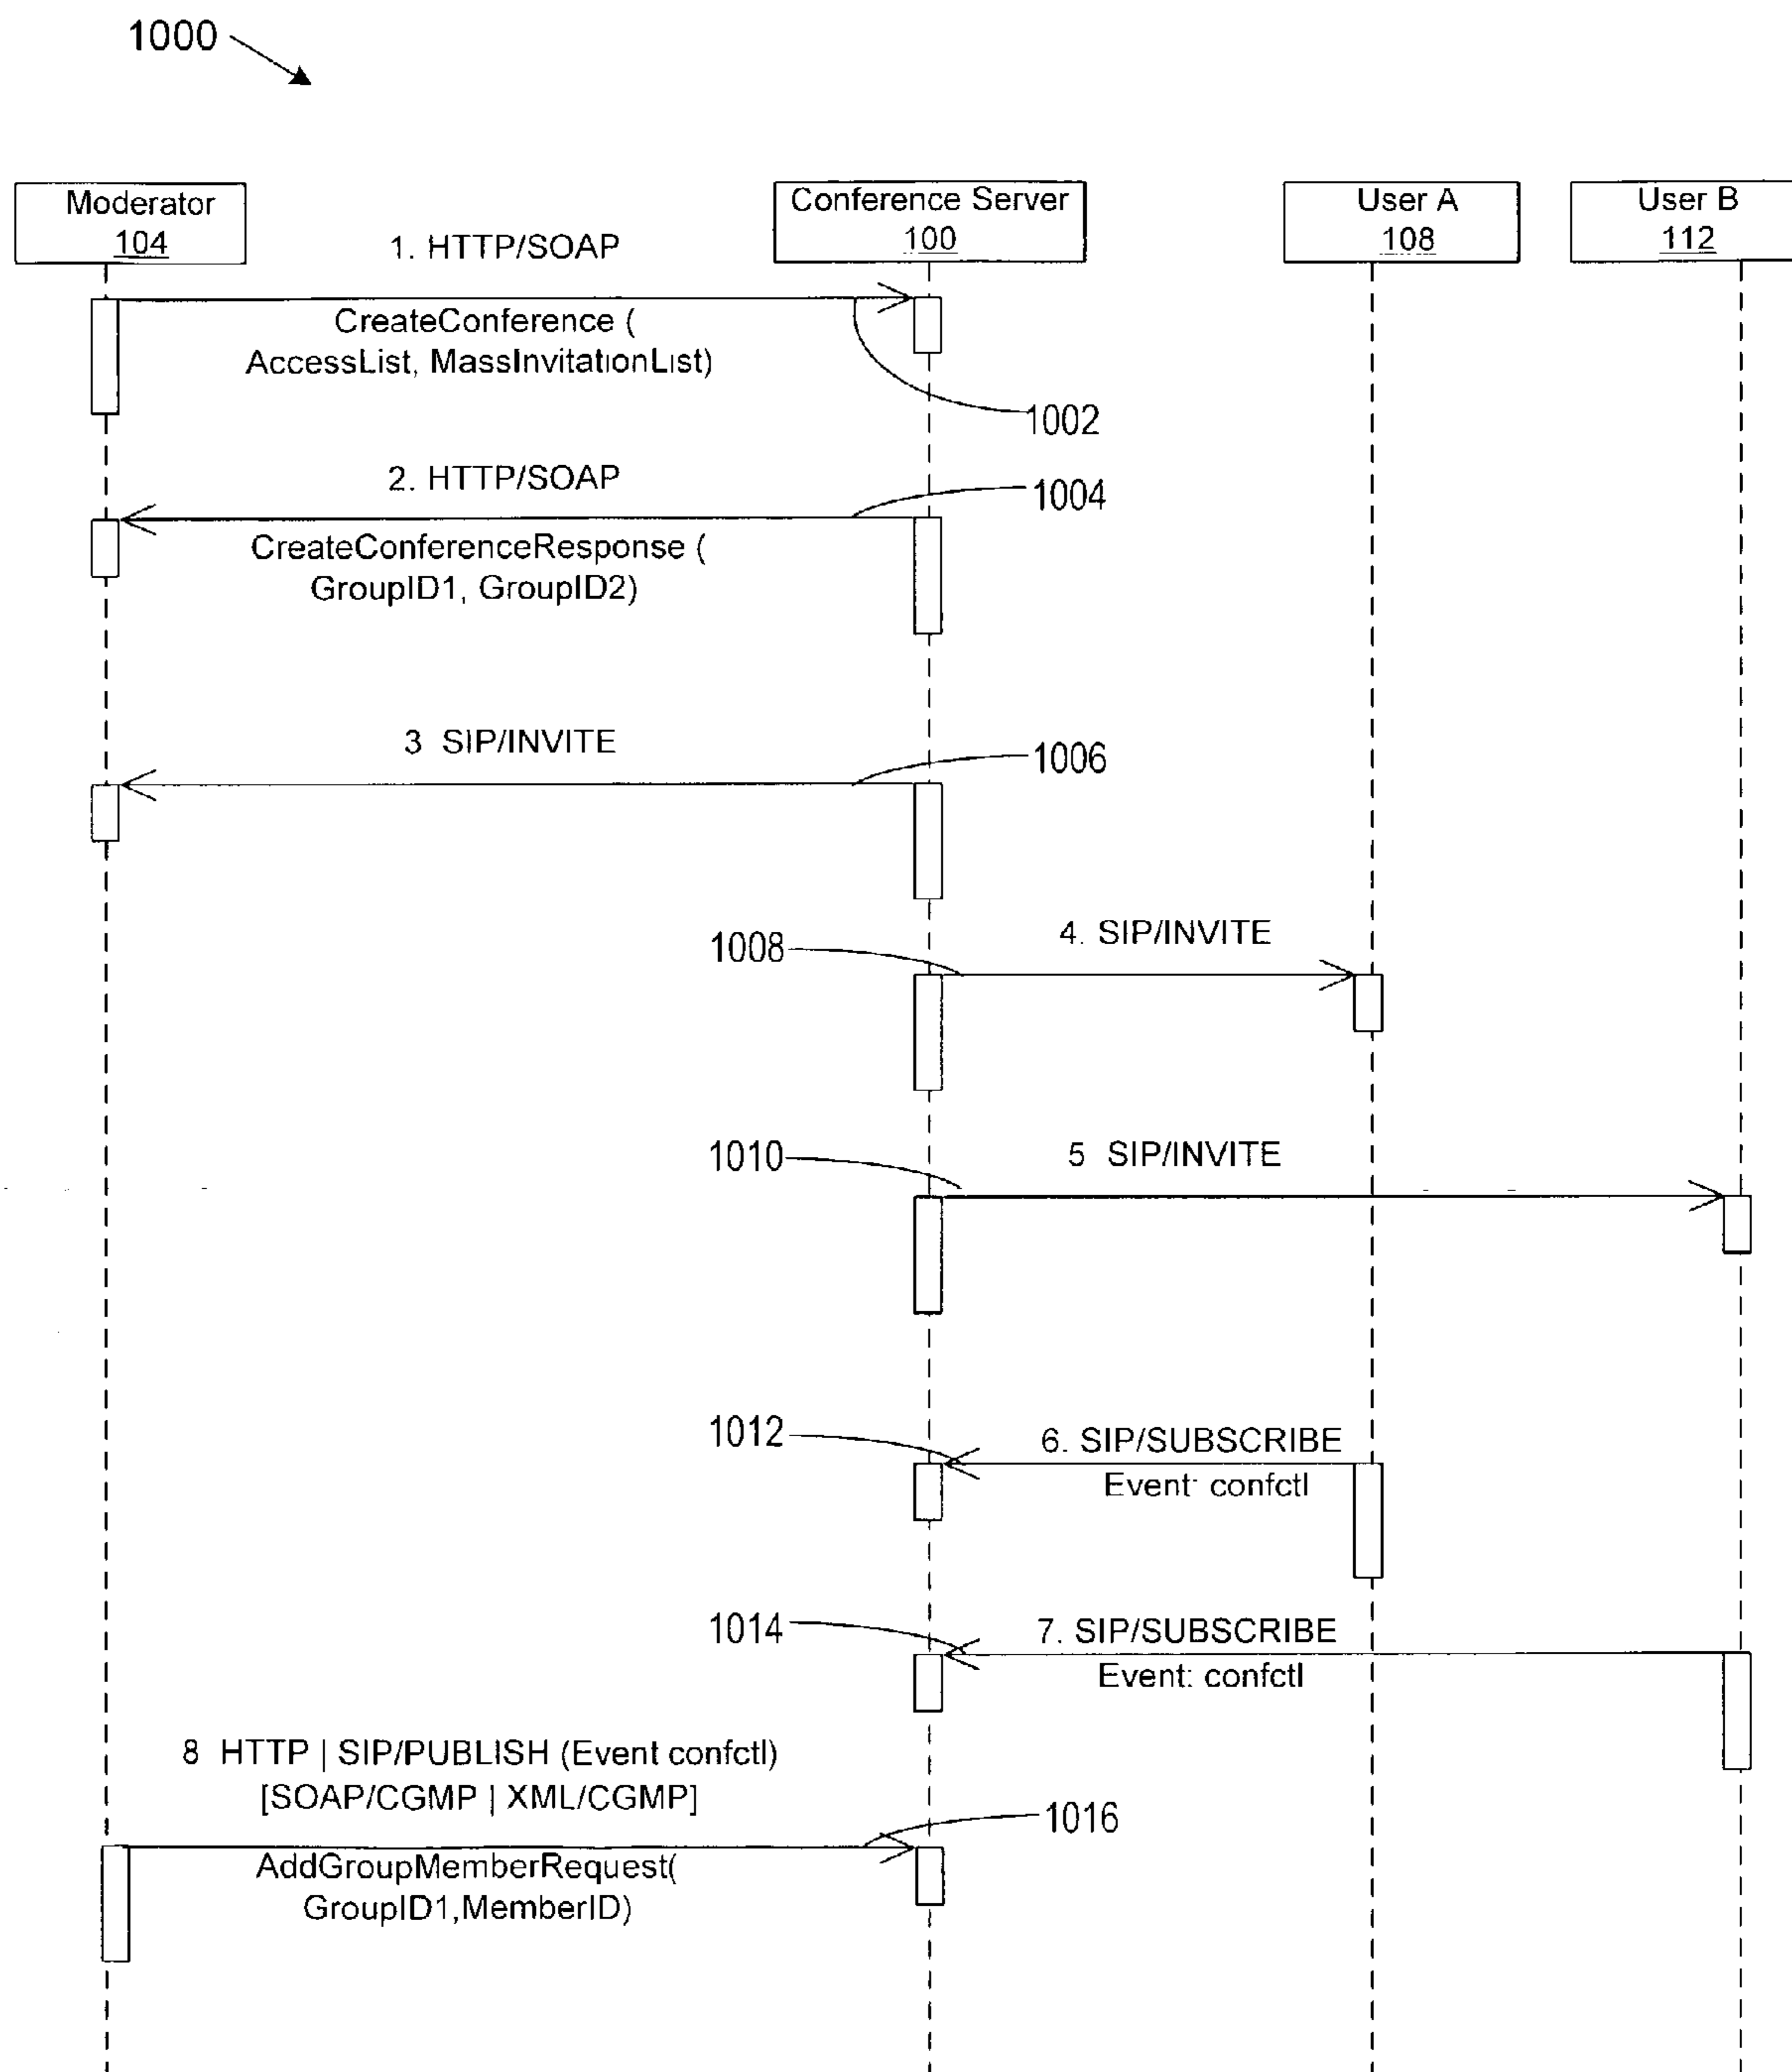 1000
Moderator
104
Conference Server
100
User A
108
User B
112
1. HTTP/SOAP
CreateConference (
AccessList, MassInvitationList)
1002
2. HTTP/SOAP
1004
CreateConferenceResponse (
GroupID1, GroupID2)
3 SIP/INVITE
1006
4. SIP/INVITE
1008
5 SIP/INVITE
1010
6. SIP/SUBSCRIBE
1012
Event: confctl
7. SIP/SUBSCRIBE
1014
Event: confctl
8 HTTP | SIP/PUBLISH (Event confctl)
[SOAP/CGMP | XML/CGMP]
1016
AddGroupMemberRequest(
GroupID1,MemberID)